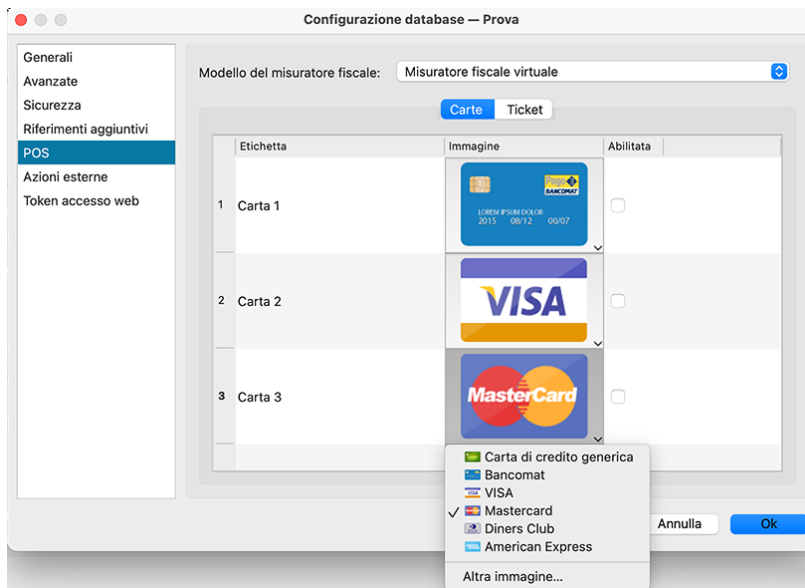 Configurazione database — Prova
Generali
Avanzate
Sicurezza
Riferimenti aggiuntivi
POS
Azioni esterne
Token accesso web
Modello del misuratore fiscale: Misuratore fiscale virtuale
Carte Ticket
Etichetta Immagine Abilitata
1 Carta 1
Pago BANCOMAT
LOREM IPSUM DOLOR
2015 08/12 00/07
2 Carta 2
VISA
3 Carta 3
MasterCard
Carta di credito generica
Bancomat
VISA
✓ Mastercard
Diners Club
American Express
Altra immagine...
Annulla Ok